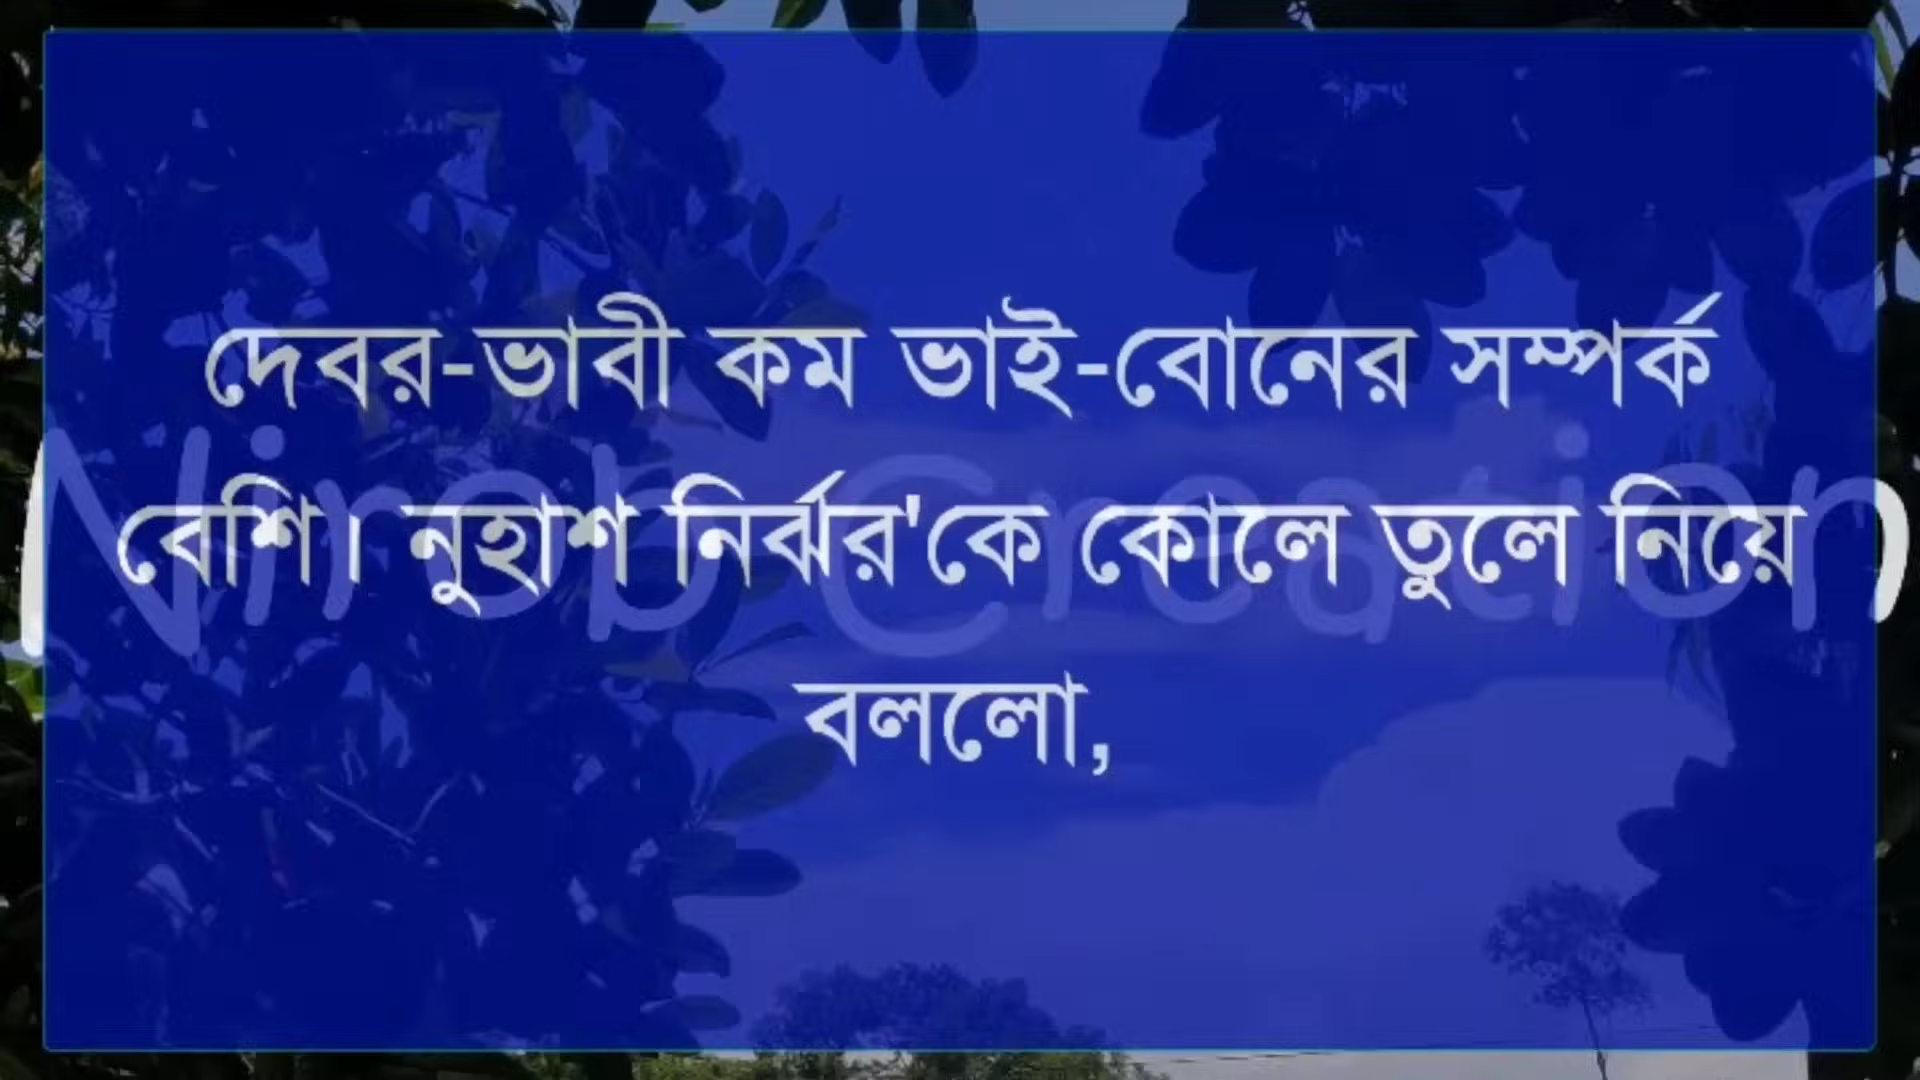 দেবর-ভাবী কম ভাই-বোনের সম্পর্ক
বেশি। নুহাশ নির্ঝর'কে কোলে তুলে নিয়ে
বললো,
Nirob Creation